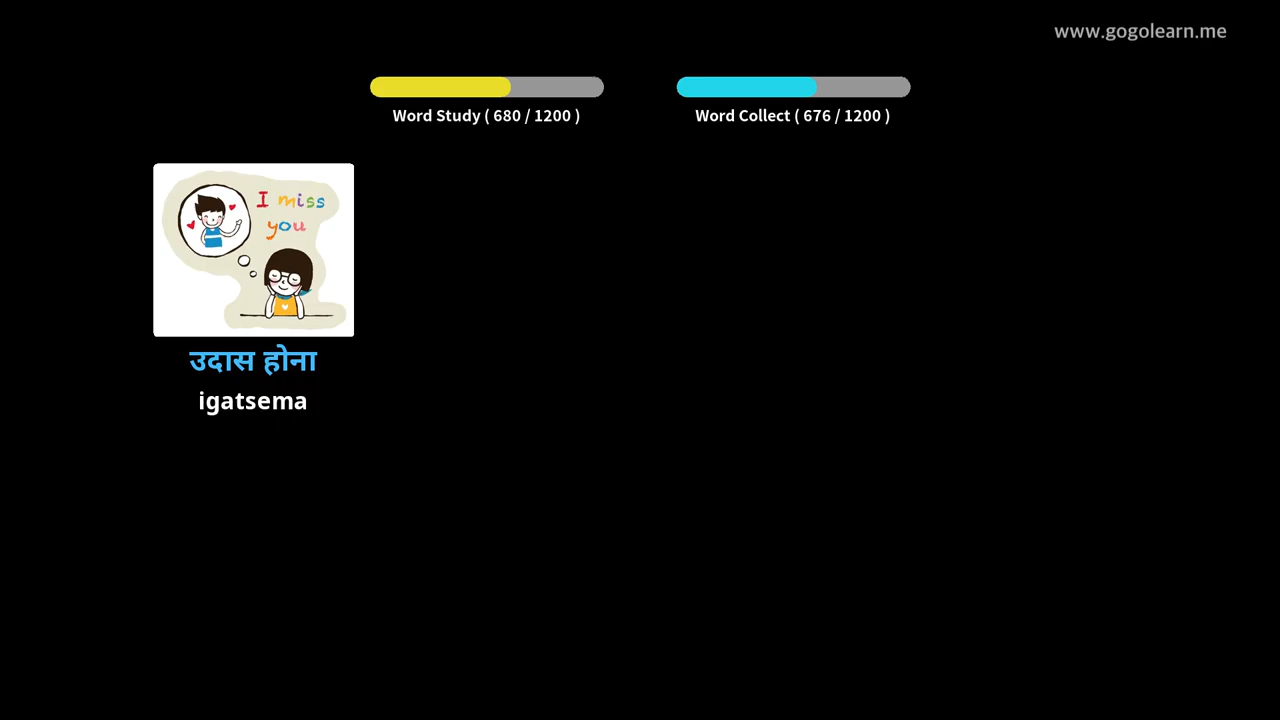 www.gogolearn.me
Word Study ( 680 / 1200 )
Word Collect ( 676 / 1200 )
I miss
you
उदास होना
igatsema